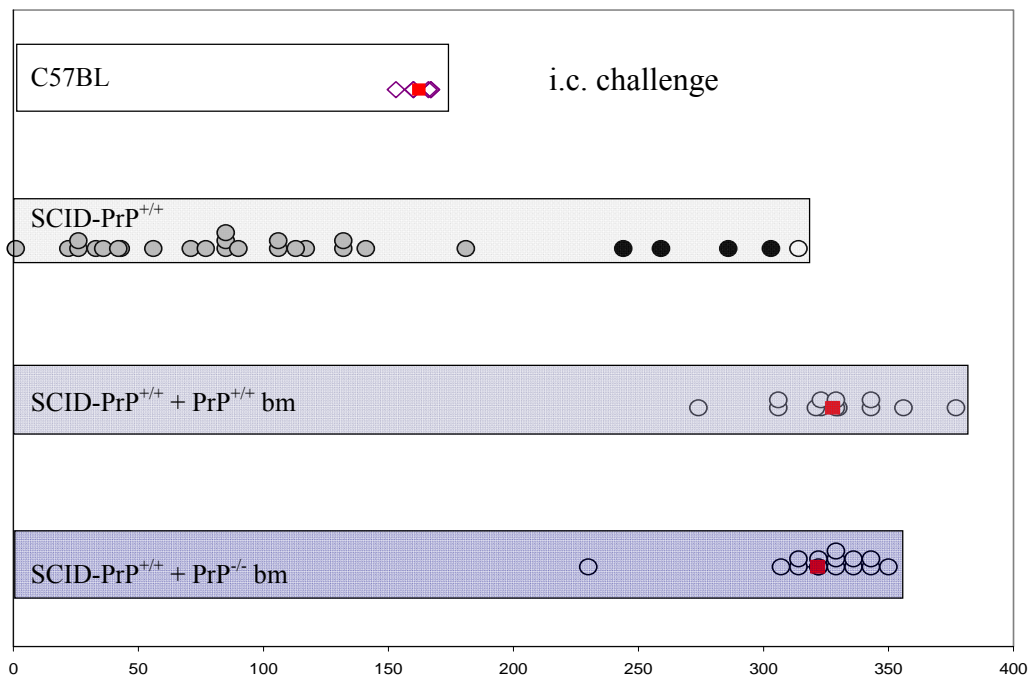 C57BL
i.c. challenge
SCID-PrP+/+
SCID-PrP+/+ + PrP+/+ bm
SCID-PrP+/+ + PrP-/- bm
0 50 100 150 200 250 300 350 400